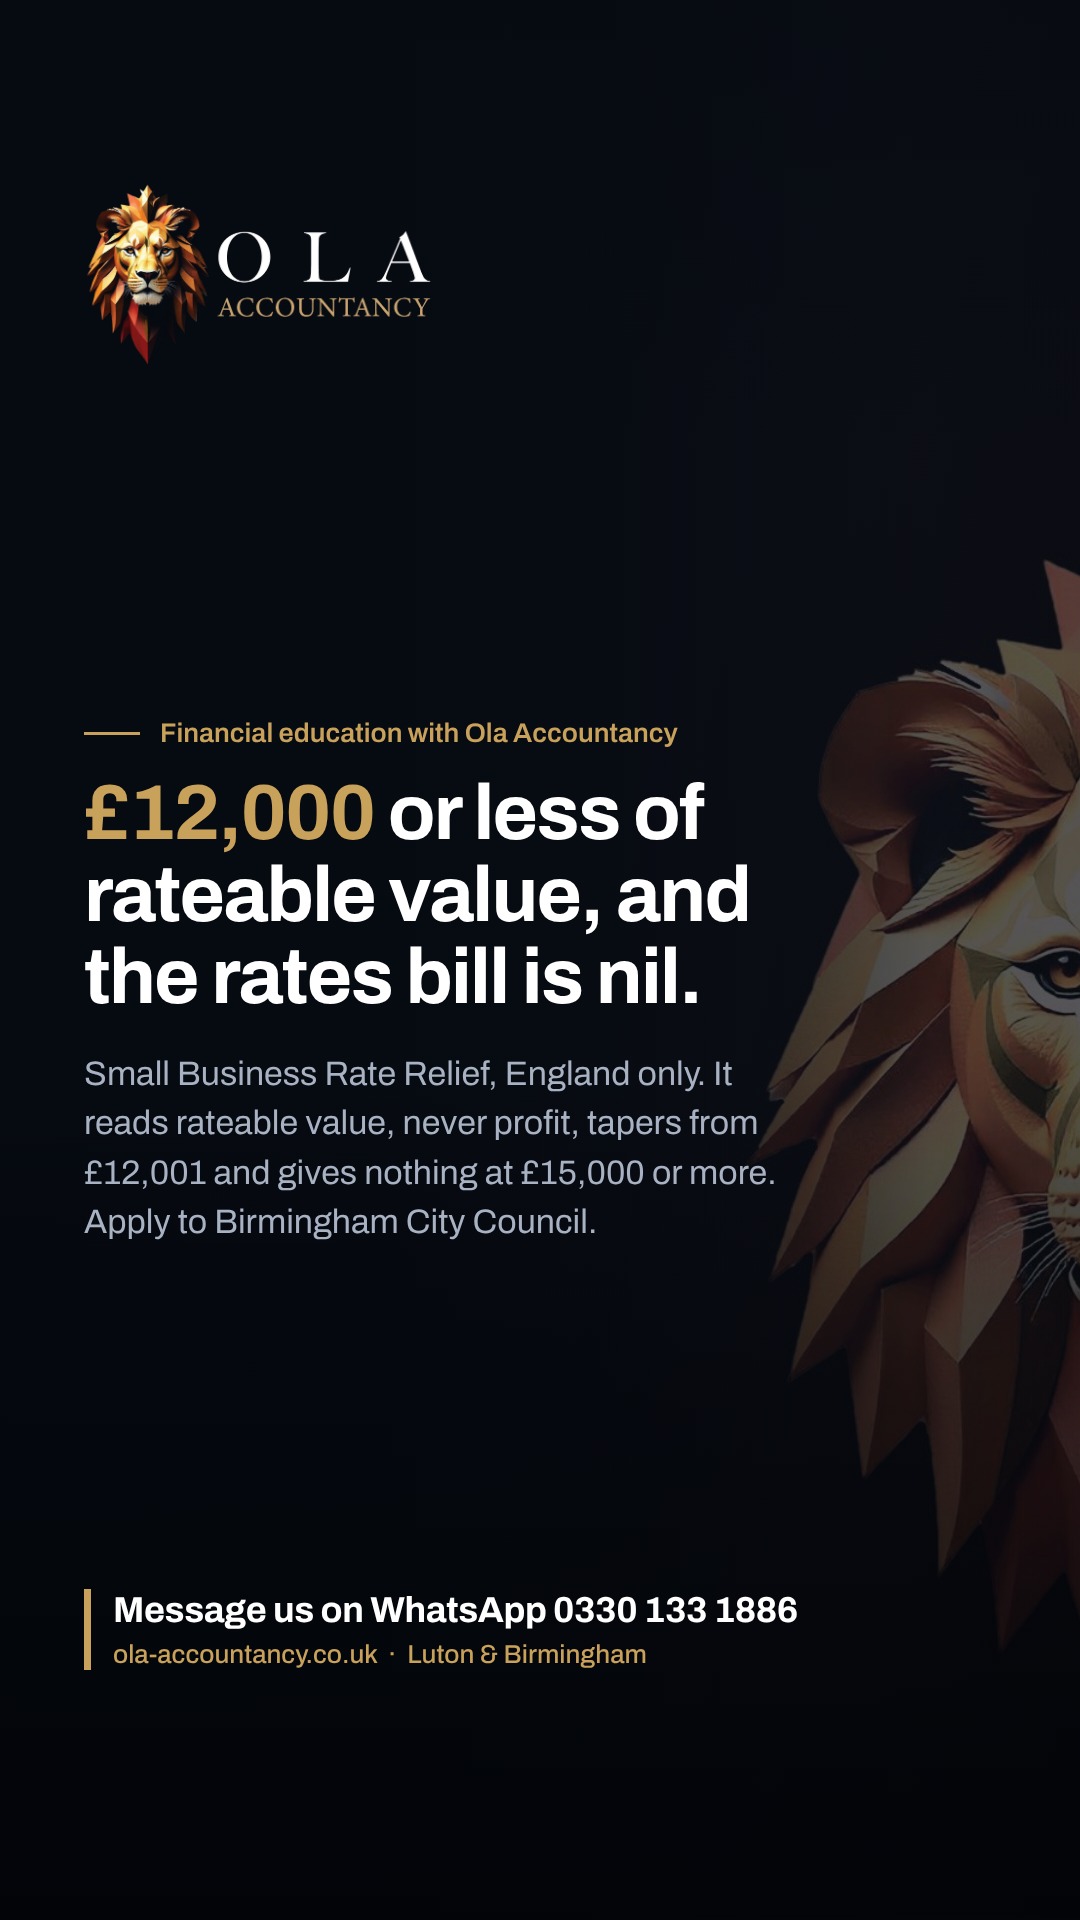 OLA
ACCOUNTANCY
Financial education with Ola Accountancy
£12,000 or less of
rateable value, and
the rates bill is nil.
Small Business Rate Relief, England only. It
reads rateable value, never profit, tapers from
£12,001 and gives nothing at £15,000 or more.
Apply to Birmingham City Council.
Message us on WhatsApp 0330 133 1886
ola-accountancy.co.uk · Luton & Birmingham